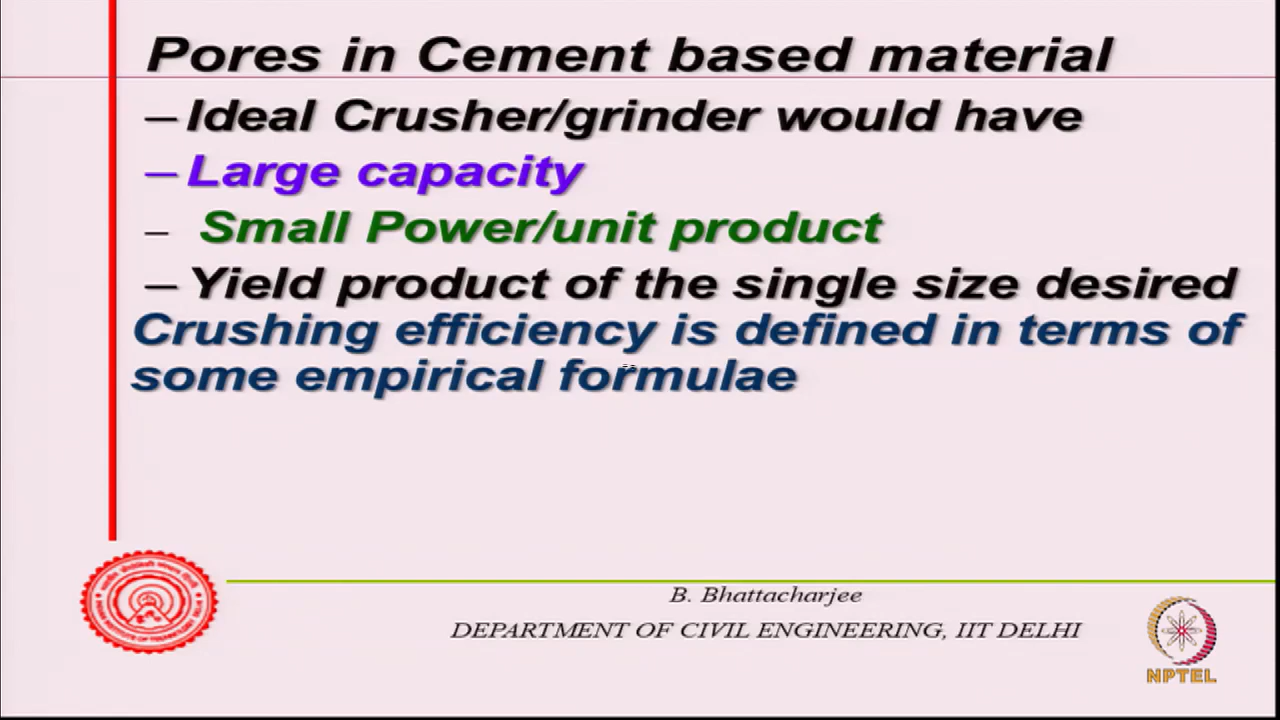 Pores in Cement based material
– Ideal Crusher/grinder would have
– Large capacity
– Small Power/unit product
– Yield product of the single size desired
Crushing efficiency is defined in terms of
some empirical formulae
B. Bhattacharjee
DEPARTMENT OF CIVIL ENGINEERING, IIT DELHI
NPTEL